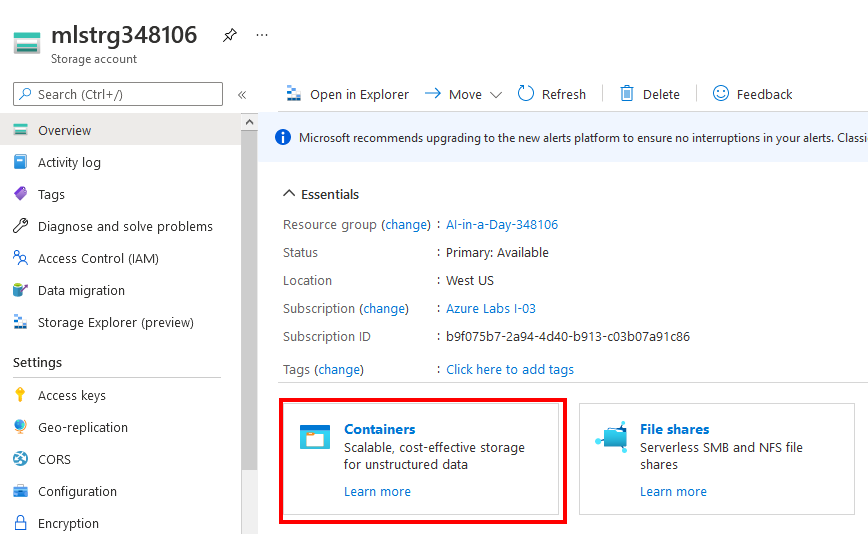 mlstrg348106
Storage account
Search (Ctrl+/)
Overview
Activity log
Tags
Diagnose and solve problems
Access Control (IAM)
Data migration
Storage Explorer (preview)
Settings
Access keys
Geo-replication
CORS
Configuration
Encryption
Open in Explorer Move Refresh Delete Feedback
Microsoft recommends upgrading to the new alerts platform to ensure no interruptions in your alerts. Classi
Essentials
Resource group (change) : AI-in-a-Day-348106
Status : Primary: Available
Location : West US
Subscription (change) : Azure Labs I-03
Subscription ID : b9f075b7-2a94-4d40-b913-c03b07a91c86
Tags (change) : Click here to add tags
Containers
Scalable, cost-effective storage
for unstructured data
Learn more
File shares
Serverless SMB and NFS file
shares
Learn more